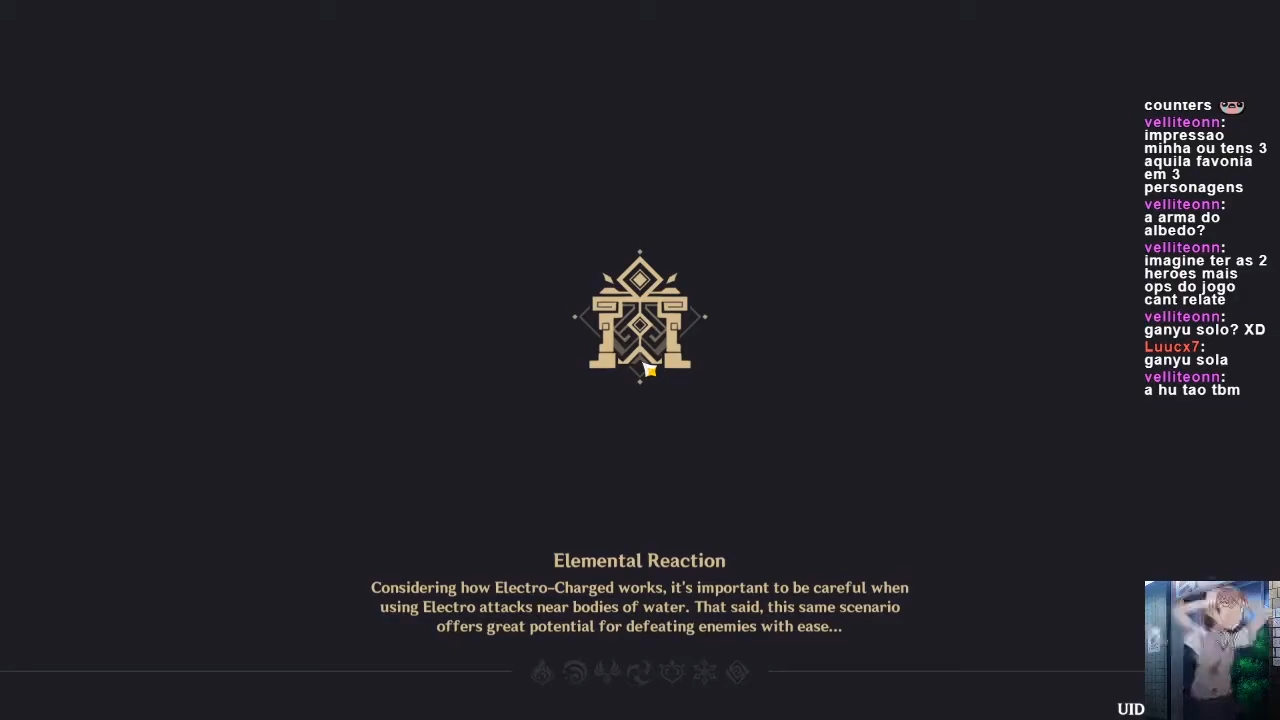 counters
velliteonn:
impressao
minha ou tens 3
aquila favonia
em 3
personagens
velliteonn:
a arma do
albedo?
velliteonn:
imagine ter as 2
heroes mais
ops do jogo
cant relate
velliteonn:
ganyu solo? XD
Luucx7:
ganyu sola
velliteonn:
a hu tao tbm
Elemental Reaction
Considering how Electro-Charged works, it's important to be careful when
using Electro attacks near bodies of water. That said, this same scenario
offers great potential for defeating enemies with ease...
UID